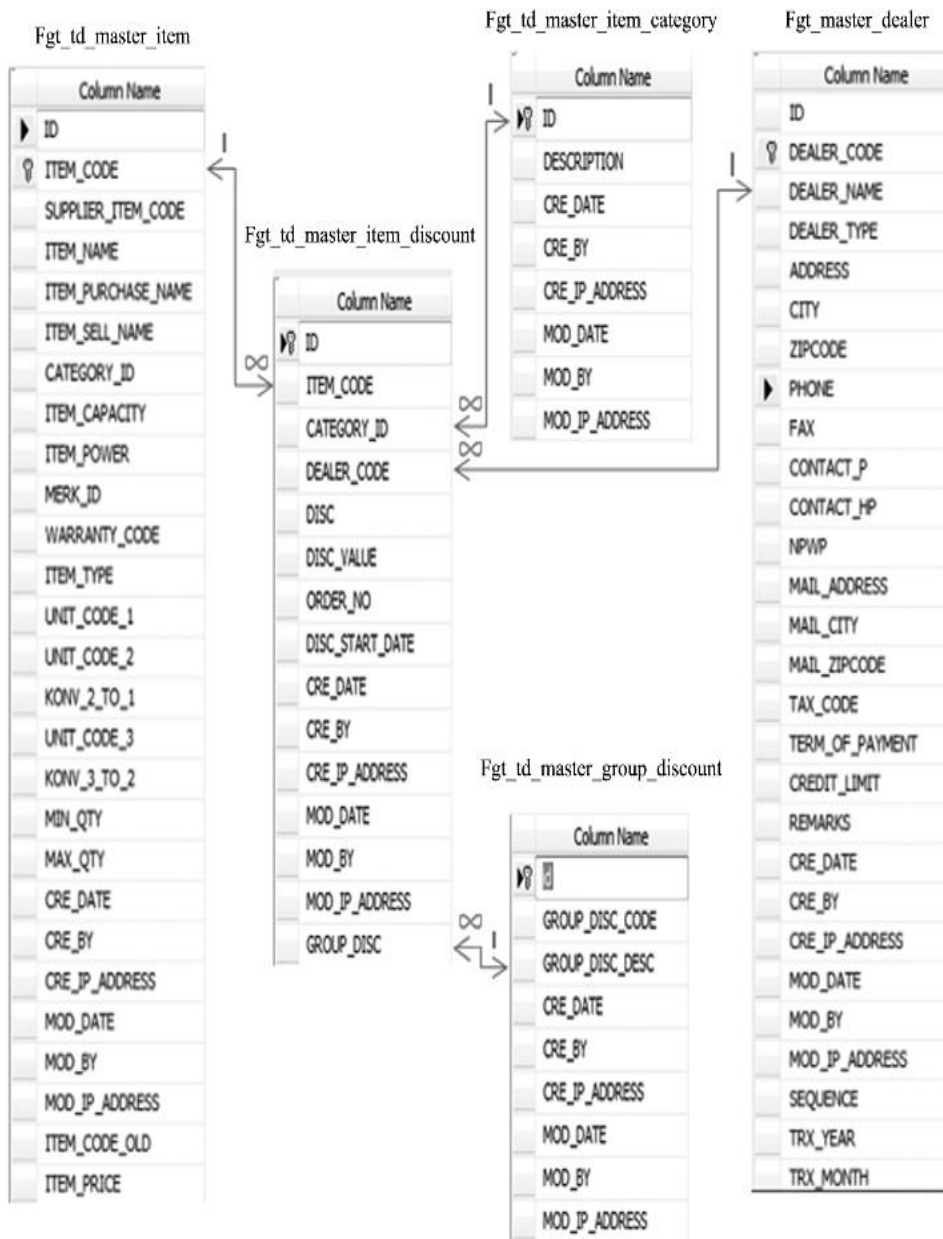 Fgt_td_master_item
Column Name
ID
ITEM_CODE
SUPPLIER_ITEM_CODE
ITEM_NAME
ITEM_PURCHASE_NAME
ITEM_SELL_NAME
CATEGORY_ID
ITEM_CAPACITY
ITEM_POWER
MERK_ID
WARRANTY_CODE
ITEM_TYPE
UNIT_CODE_1
UNIT_CODE_2
KONV_2_TO_1
UNIT_CODE_3
KONV_3_TO_2
MIN_QTY
MAX_QTY
CRE_DATE
CRE_BY
CRE_IP_ADDRESS
MOD_DATE
MOD_BY
MOD_IP_ADDRESS
ITEM_CODE_OLD
ITEM_PRICE
1
∞
Fgt_td_master_item_discount
Column Name
ID
ITEM_CODE
CATEGORY_ID
DEALER_CODE
DISC
DISC_VALUE
ORDER_NO
DISC_START_DATE
CRE_DATE
CRE_BY
CRE_IP_ADDRESS
MOD_DATE
MOD_BY
MOD_IP_ADDRESS
GROUP_DISC
∞
∞
∞
1
Fgt_td_master_item_category
Column Name
1
ID
DESCRIPTION
CRE_DATE
CRE_BY
CRE_IP_ADDRESS
MOD_DATE
MOD_BY
MOD_IP_ADDRESS
Fgt_td_master_group_discount
Column Name
GROUP_DISC_CODE
GROUP_DISC_DESC
CRE_DATE
CRE_BY
CRE_IP_ADDRESS
MOD_DATE
MOD_BY
MOD_IP_ADDRESS
Fgt_master_dealer
Column Name
1
ID
DEALER_CODE
DEALER_NAME
DEALER_TYPE
ADDRESS
CITY
ZIPCODE
PHONE
FAX
CONTACT_P
CONTACT_HP
NPWP
MAIL_ADDRESS
MAIL_CITY
MAIL_ZIPCODE
TAX_CODE
TERM_OF_PAYMENT
CREDIT_LIMIT
REMARKS
CRE_DATE
CRE_BY
CRE_IP_ADDRESS
MOD_DATE
MOD_BY
MOD_IP_ADDRESS
SEQUENCE
TRX_YEAR
TRX_MONTH